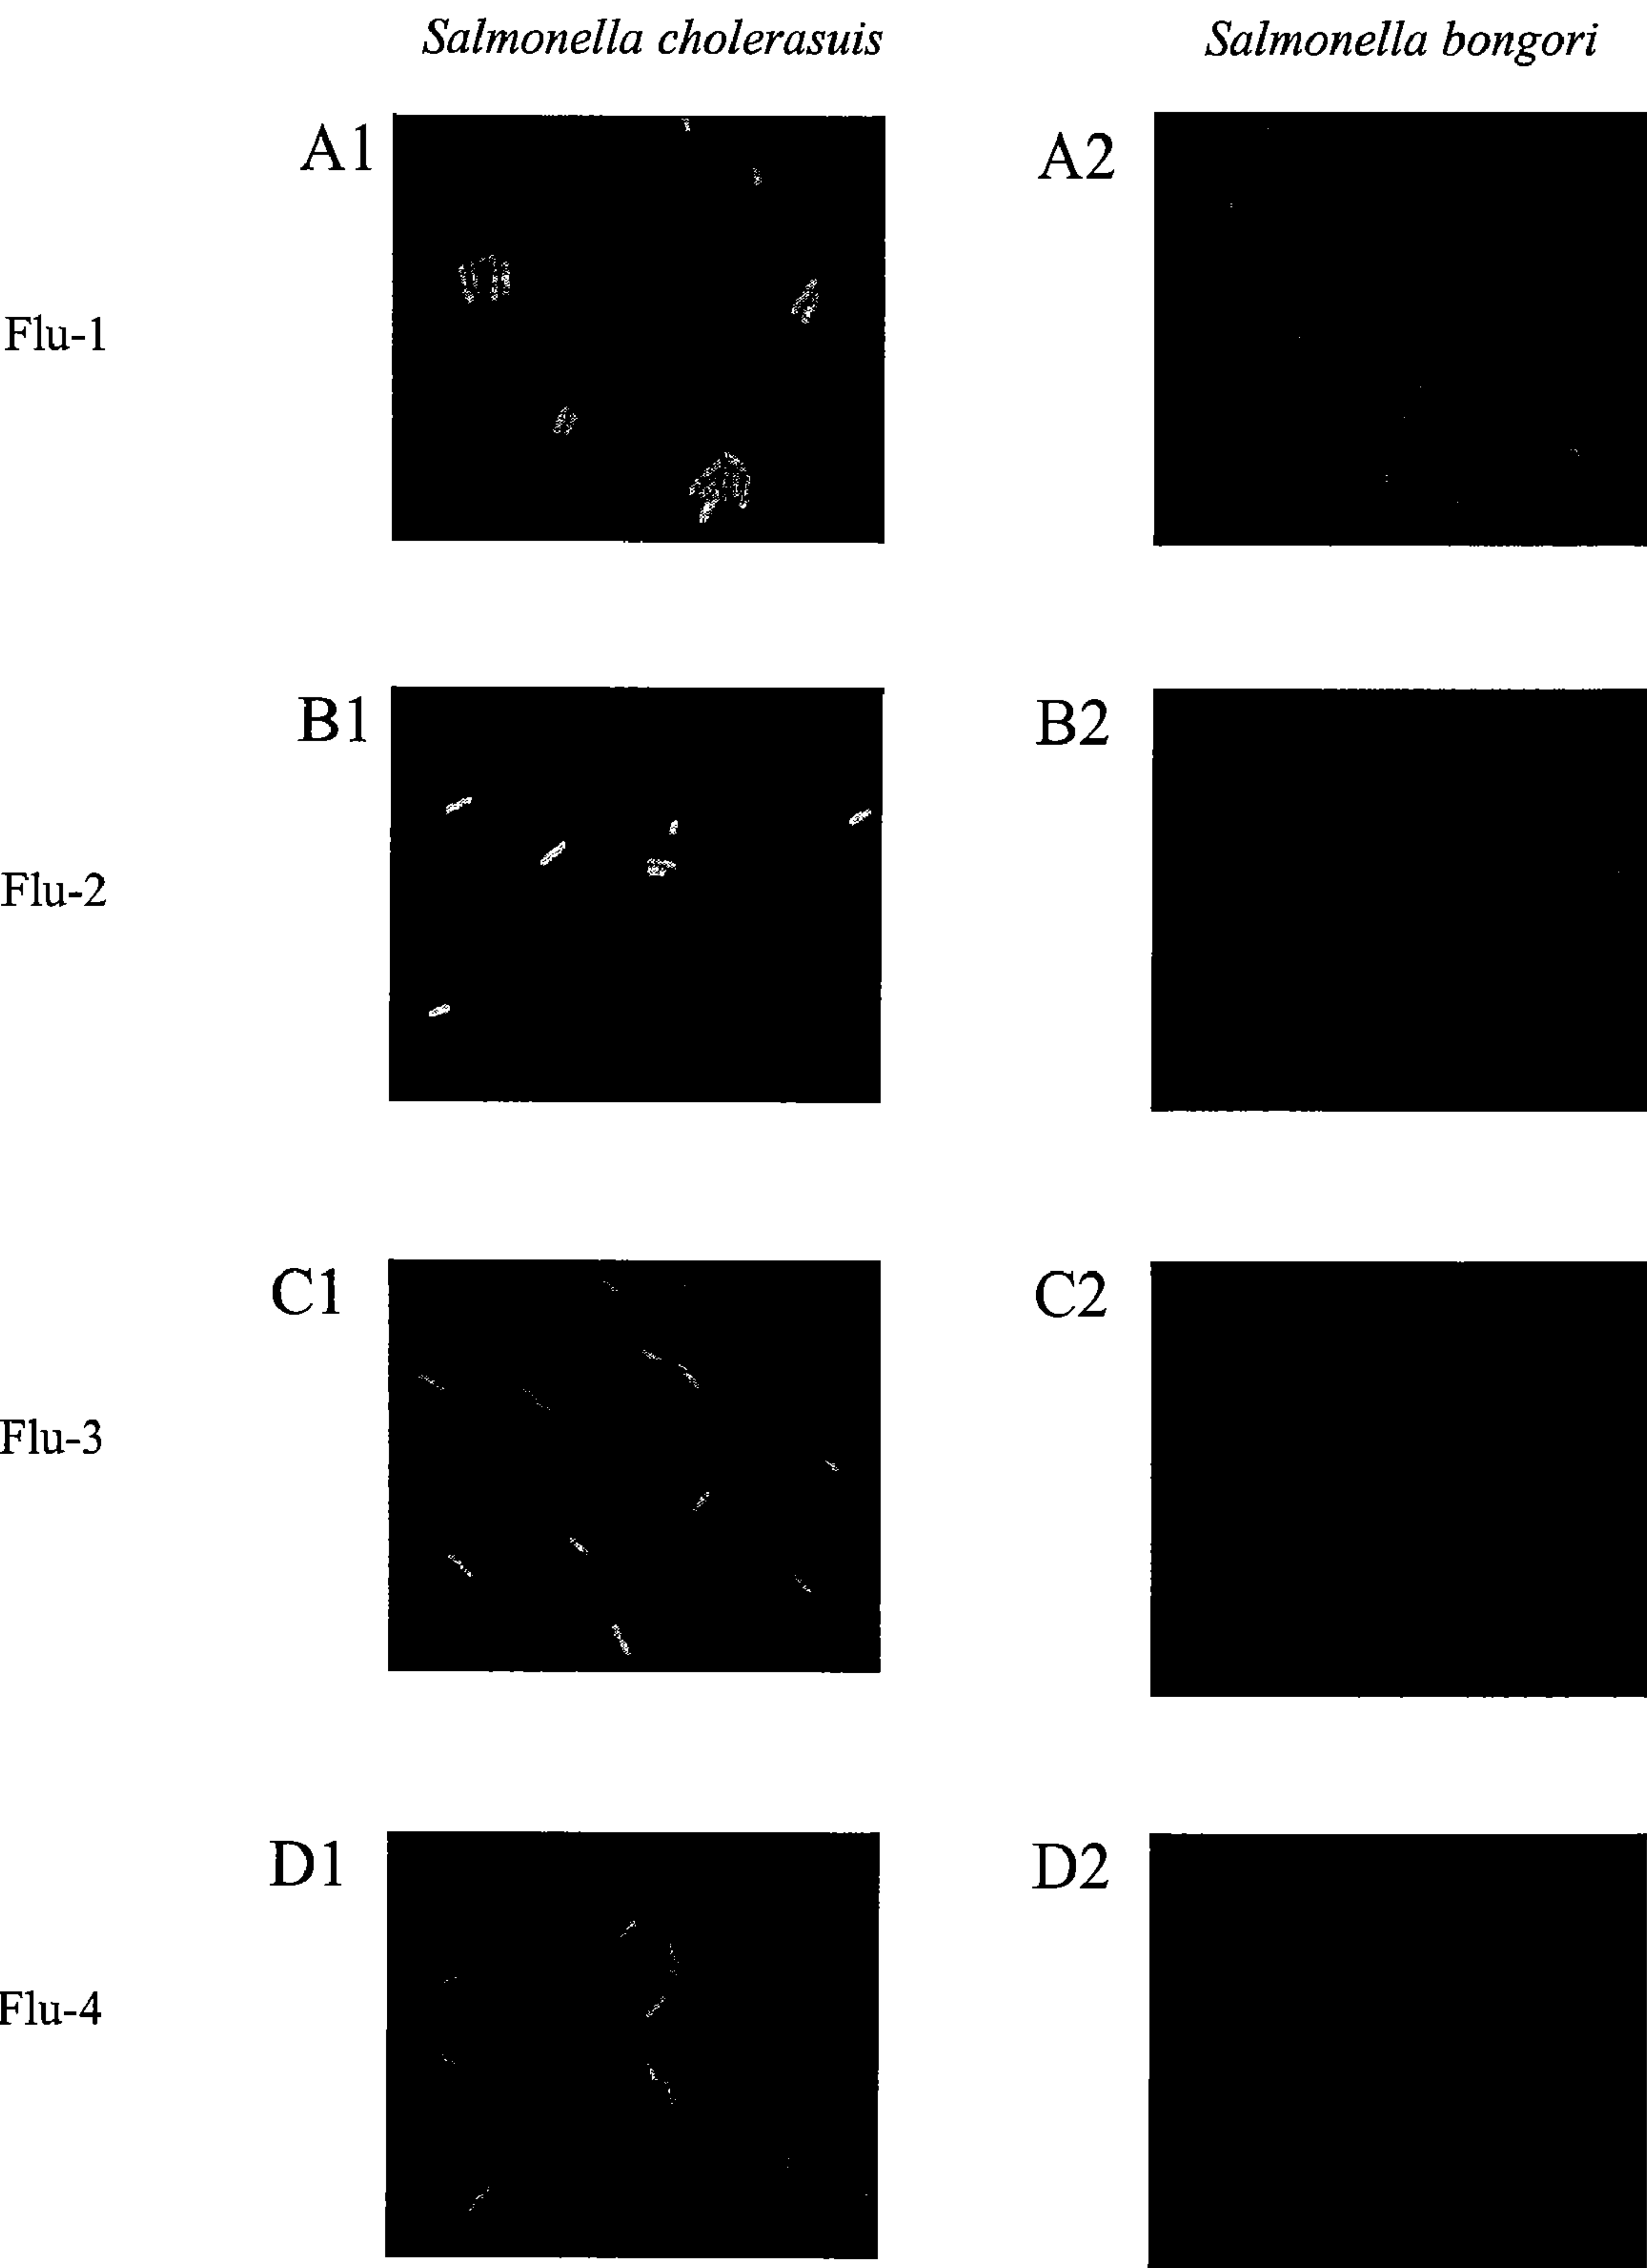 Salmonella cholerasuis Salmonella bongori
A1 A2
Flu-1
B1 B2
Flu-2
C1 C2
Flu-3
D1 D2
Flu-4